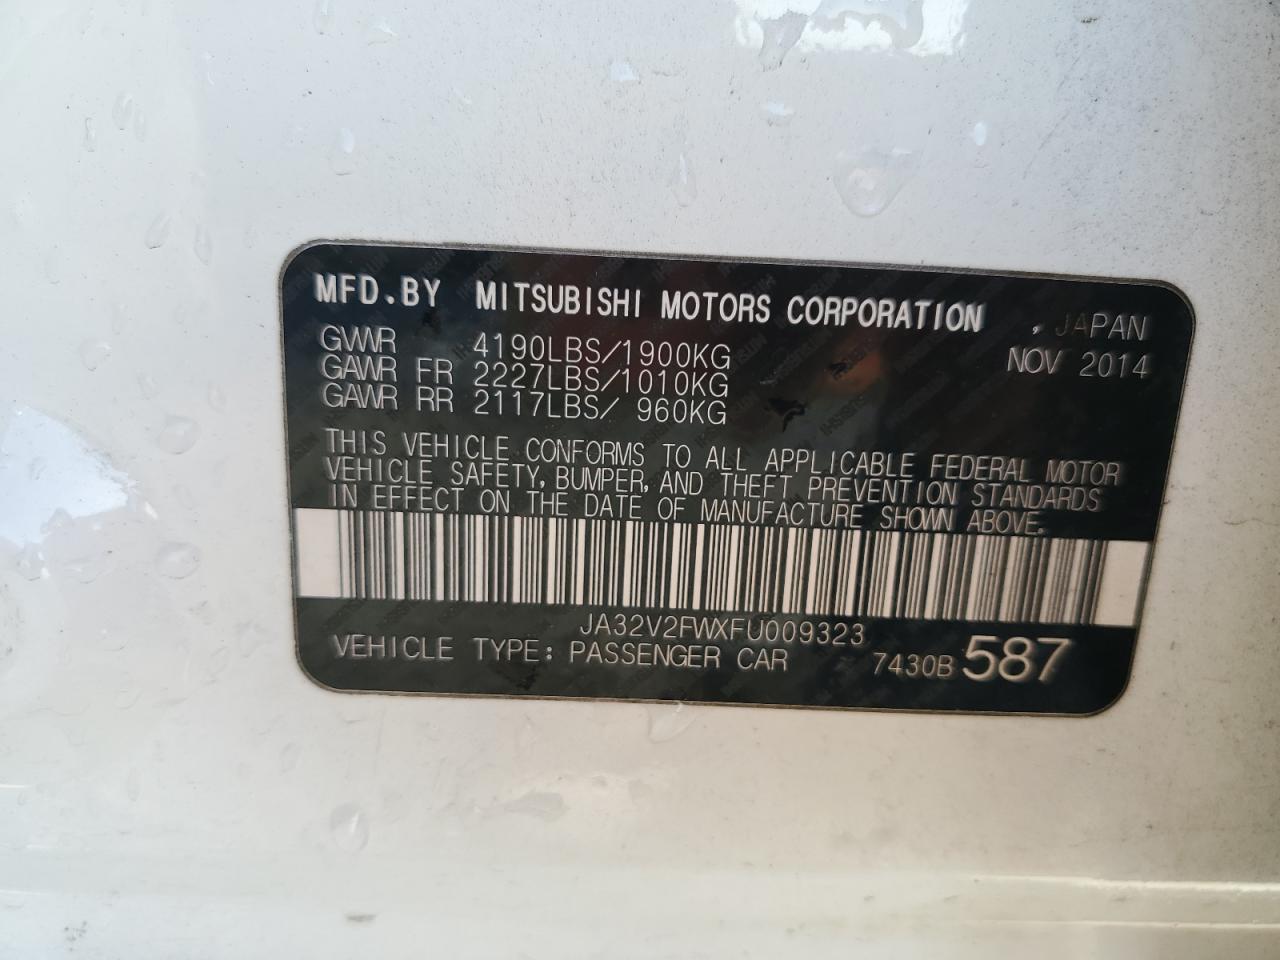 MFD.BY MITSUBISHI MOTORS CORPORATION , JAPAN
GVWR 4190LBS/1900KG NOV 2014
GAWR FR 2227LBS/1010KG
GAWR RR 2117LBS/ 960KG
THIS VEHICLE CONFORMS TO ALL APPLICABLE FEDERAL MOTOR
VEHICLE SAFETY, BUMPER, AND THEFT PREVENTION STANDARDS
IN EFFECT ON THE DATE OF MANUFACTURE SHOWN ABOVE.
JA32V2FWXFU009323
VEHICLE TYPE: PASSENGER CAR 7430B 587